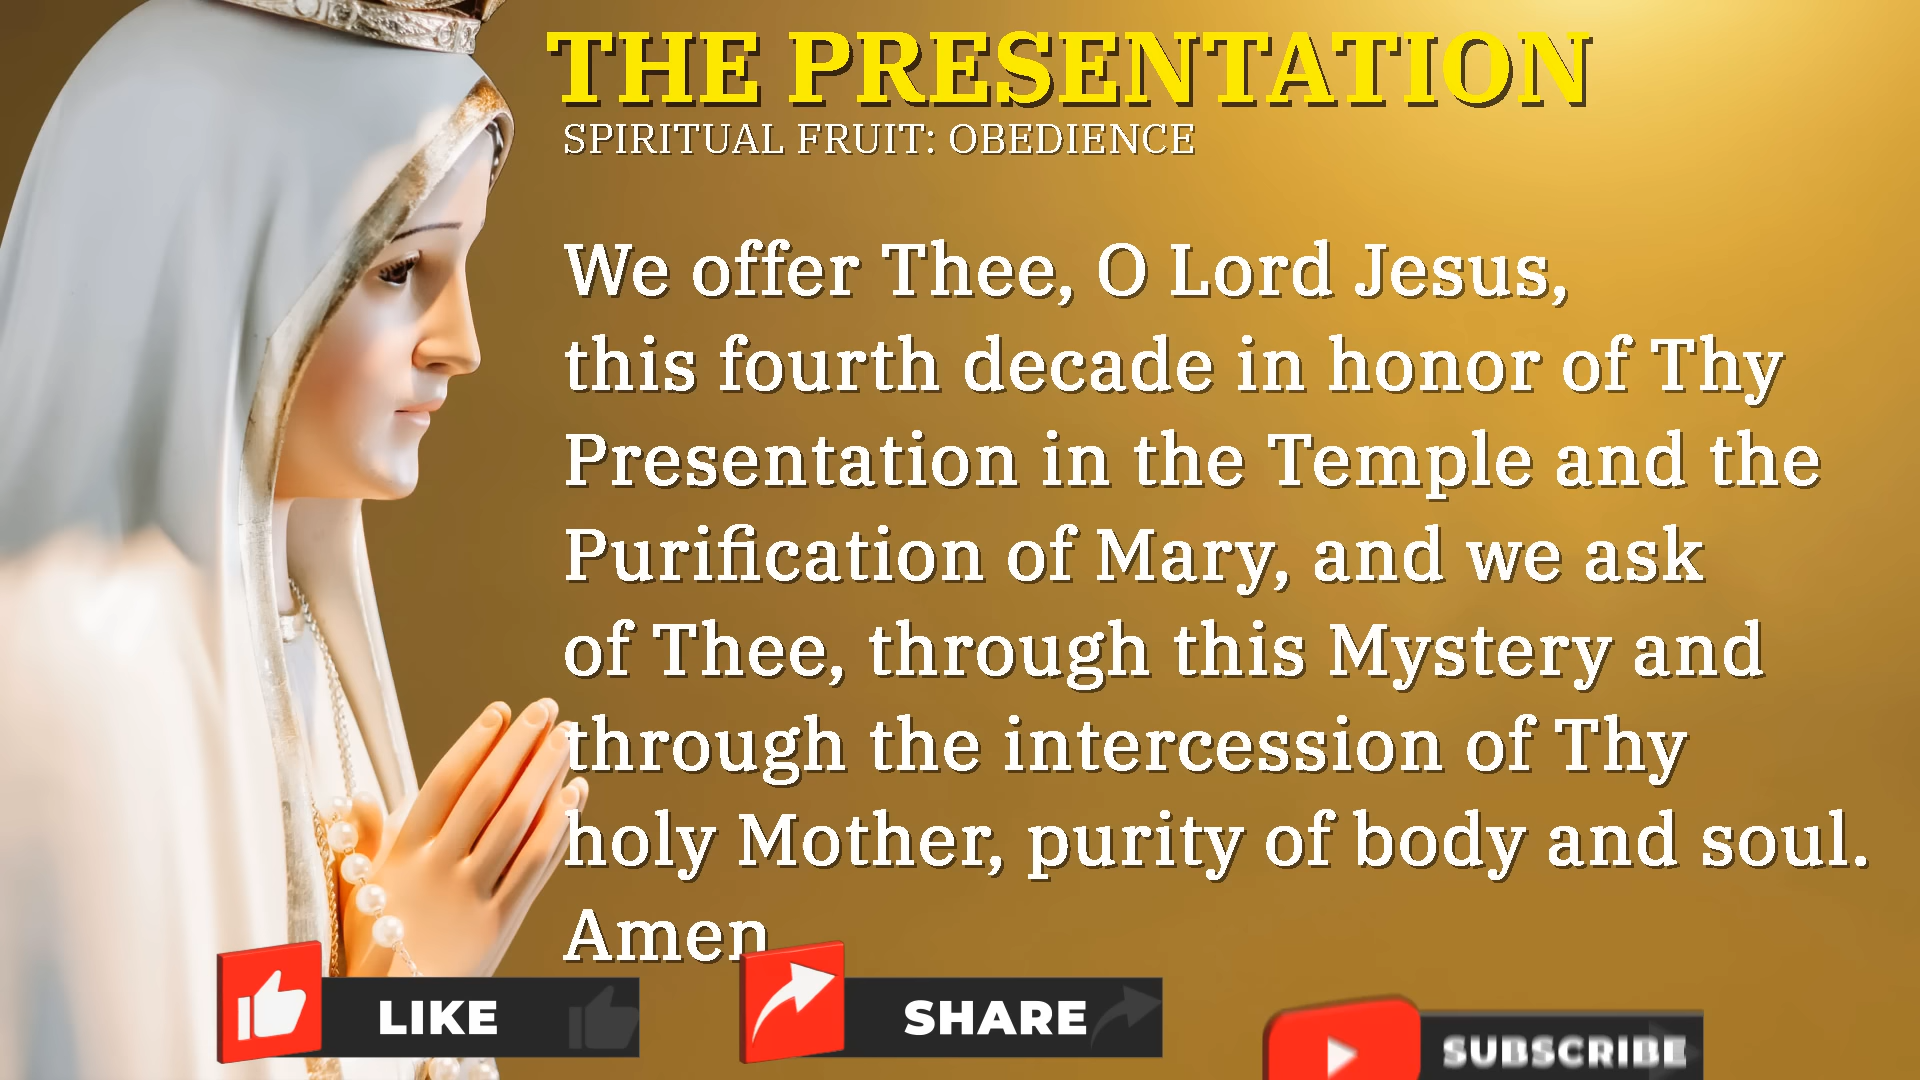 THE PRESENTATION
SPIRITUAL FRUIT: OBEDIENCE
We offer Thee, O Lord Jesus,
this fourth decade in honor of Thy
Presentation in the Temple and the
Purification of Mary, and we ask
of Thee, through this Mystery and
through the intercession of Thy
holy Mother, purity of body and soul.
Amen
LIKE
SHARE
SUBSCRIBE